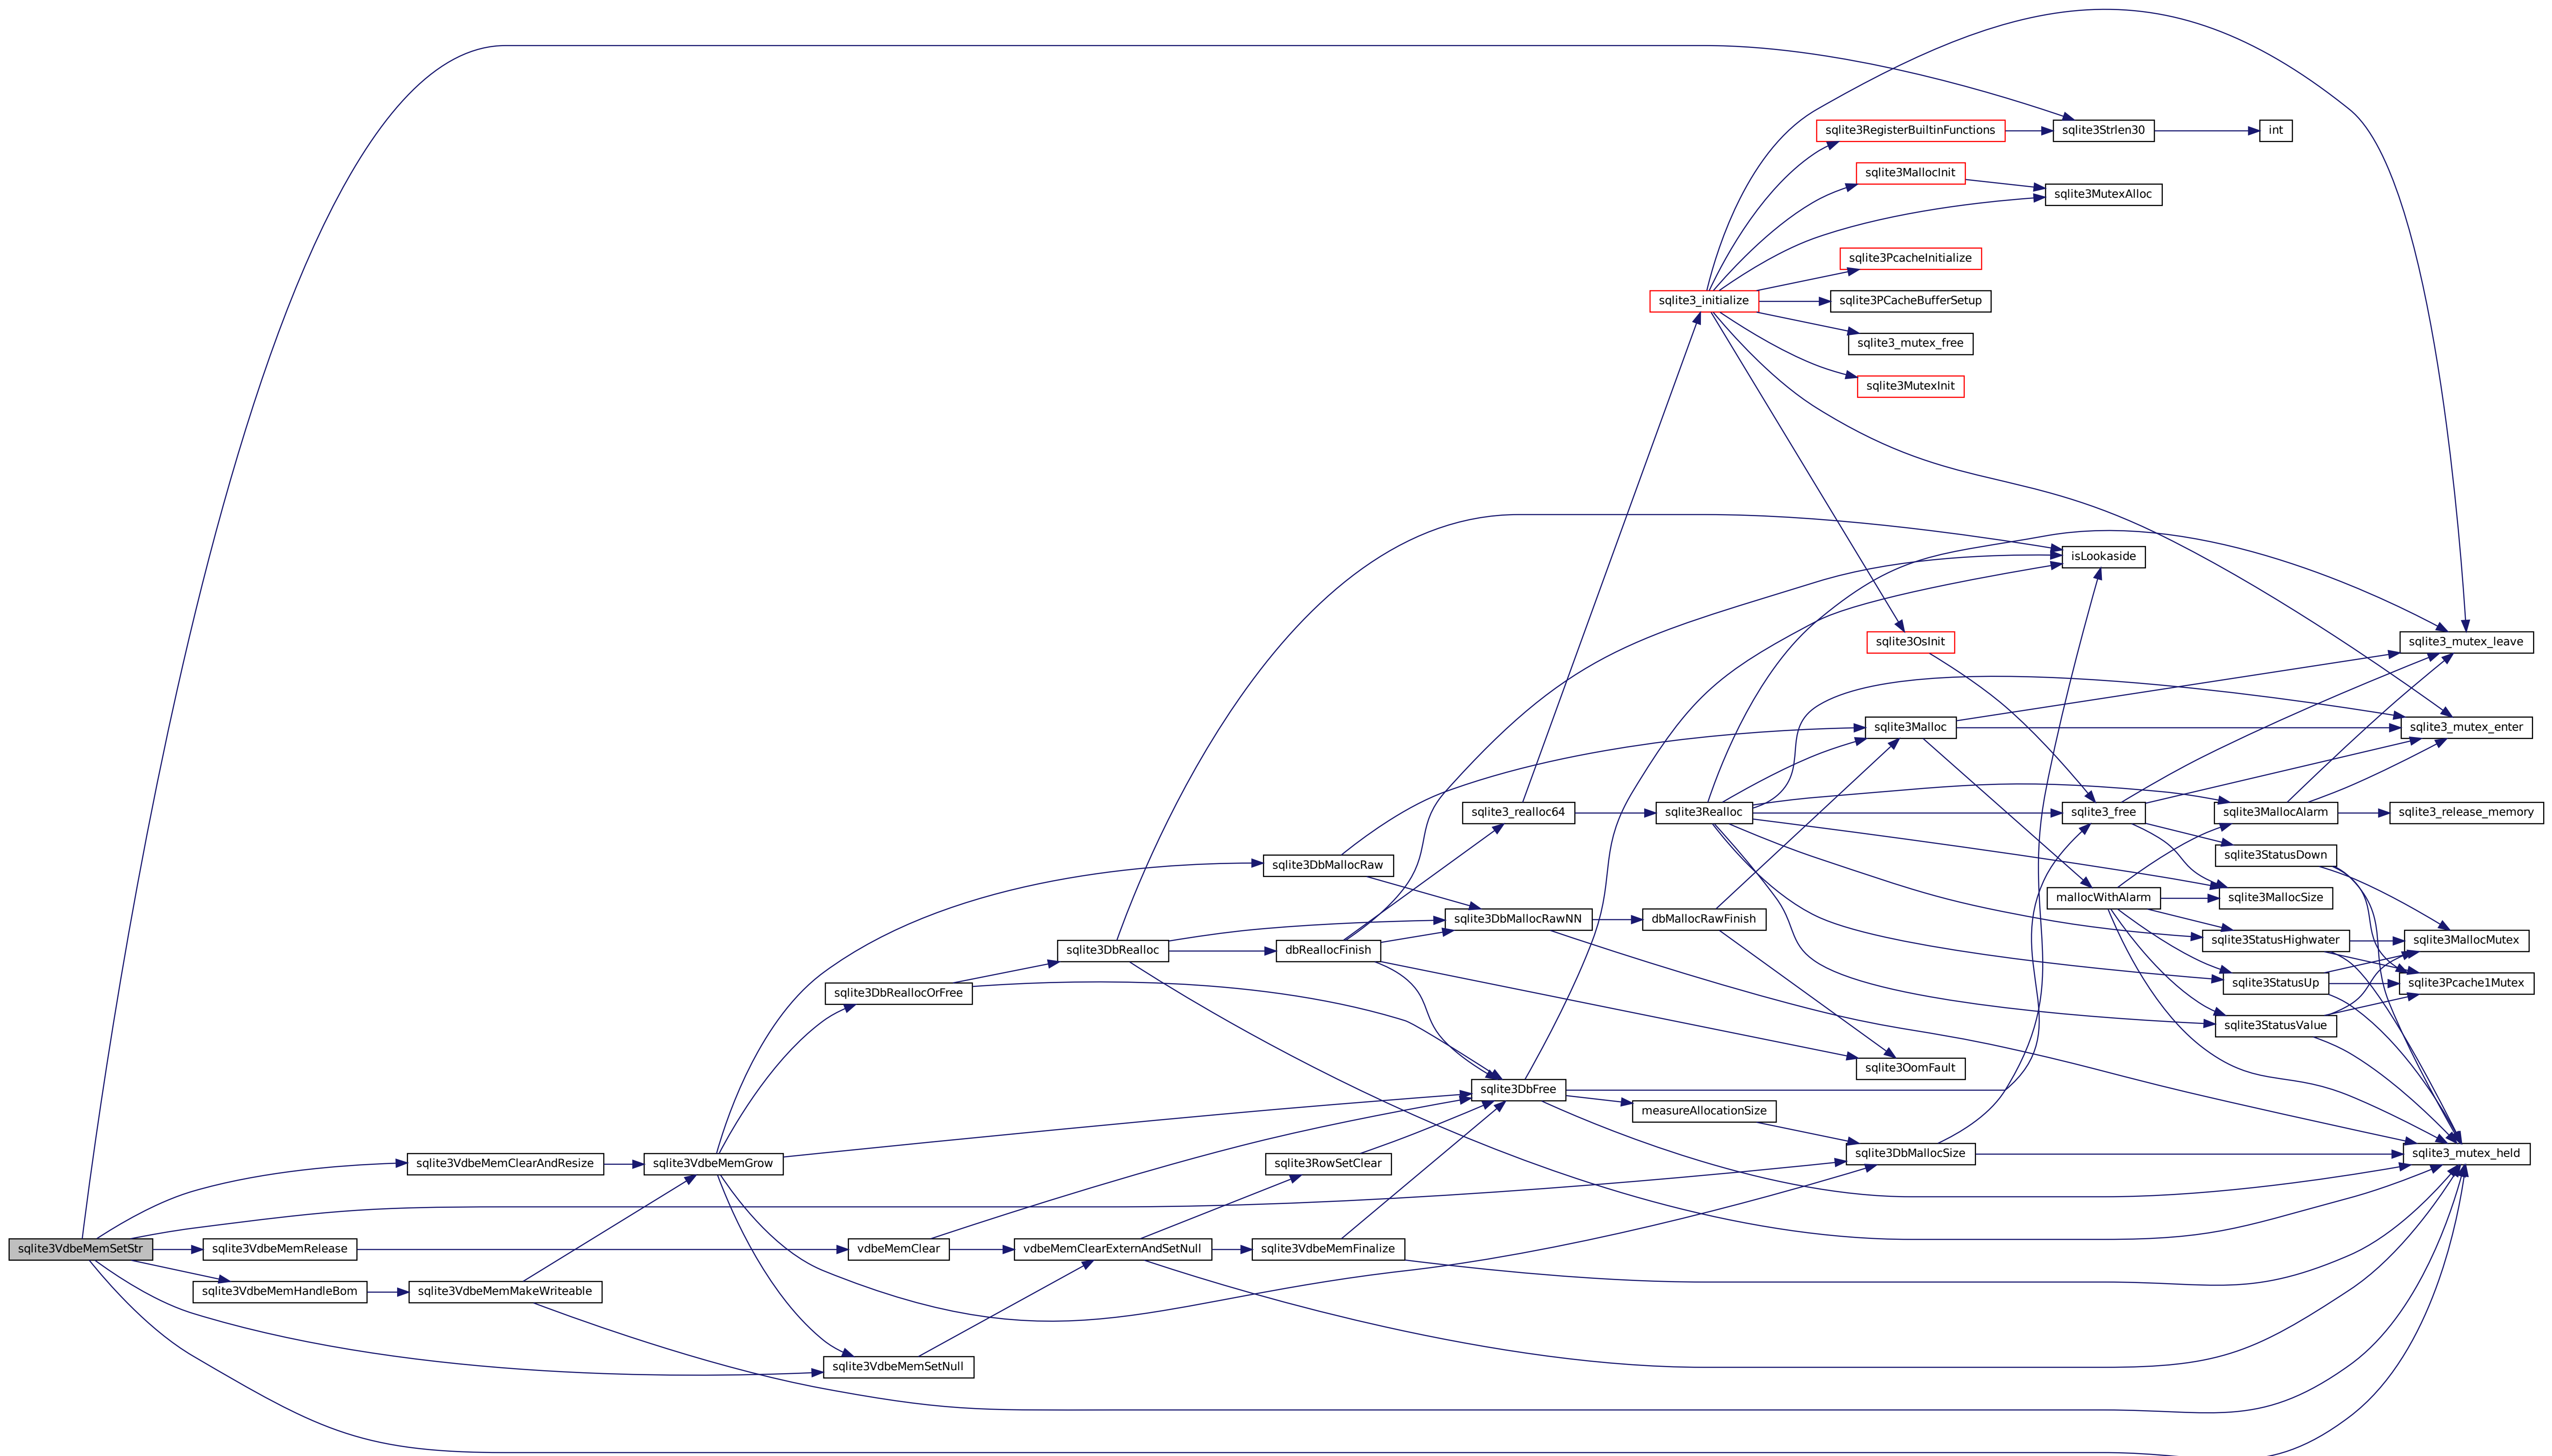 sqlite3RegisterBuiltinFunctions
sqlite3Strlen30
int
sqlite3MallocInit
sqlite3MutexAlloc
sqlite3PcacheInitialize
sqlite3_initialize
sqlite3PCacheBufferSetup
sqlite3_mutex_free
sqlite3MutexInit
isLookaside
sqlite3OsInit
sqlite3_mutex_leave
sqlite3Malloc
sqlite3_mutex_enter
sqlite3_realloc64
sqlite3Realloc
sqlite3_free
sqlite3MallocAlarm
sqlite3_release_memory
sqlite3DbMallocRaw
sqlite3StatusDown
mallocWithAlarm
sqlite3MallocSize
sqlite3DbMallocRawNN
dbMallocRawFinish
sqlite3DbRealloc
dbReallocFinish
sqlite3StatusHighwater
sqlite3MallocMutex
sqlite3DbReallocOrFree
sqlite3StatusUp
sqlite3Pcache1Mutex
sqlite3StatusValue
sqlite3OomFault
sqlite3DbFree
measureAllocationSize
sqlite3VdbeMemClearAndResize
sqlite3VdbeMemGrow
sqlite3RowSetClear
sqlite3DbMallocSize
sqlite3_mutex_held
sqlite3VdbeMemSetStr
sqlite3VdbeMemRelease
vdbeMemClear
vdbeMemClearExternAndSetNull
sqlite3VdbeMemFinalize
sqlite3VdbeMemHandleBom
sqlite3VdbeMemMakeWriteable
sqlite3VdbeMemSetNull